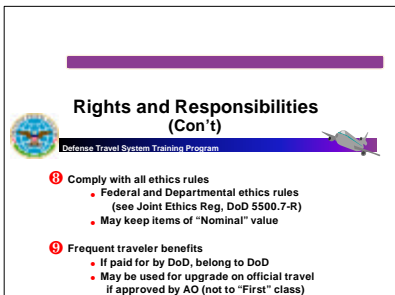 Rights and Responsibilities
(Con't)
Defense Travel System Training Program
8 Comply with all ethics rules
• Federal and Departmental ethics rules
(see Joint Ethics Reg, DoD 5500.7-R)
• May keep items of "Nominal" value
9 Frequent traveler benefits
• If paid for by DoD, belong to DoD
• May be used for upgrade on official travel
if approved by AO (not to "First" class)